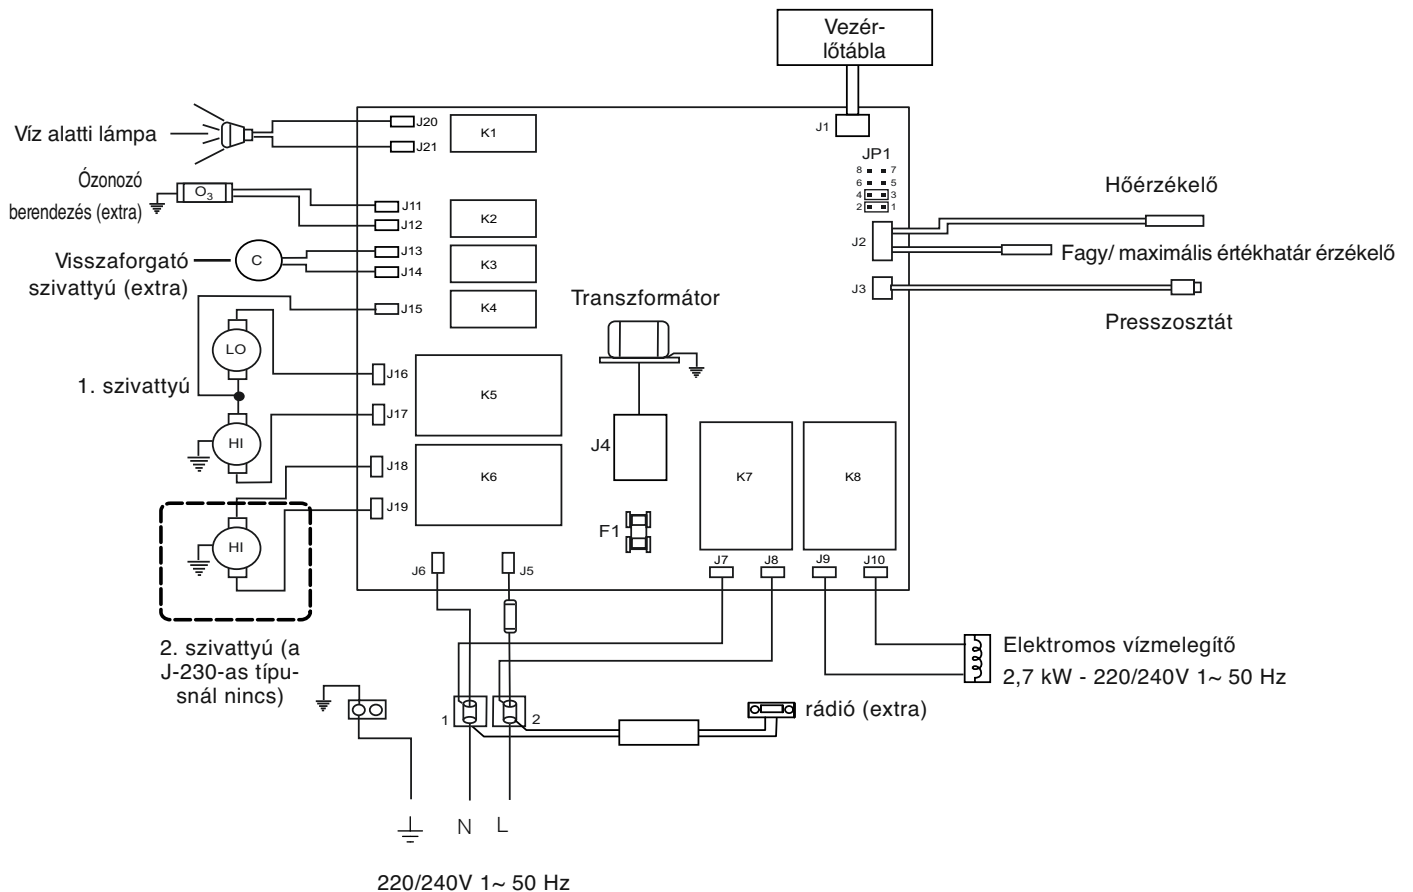 Vezér-
lőtábla
J1
JP1
8 7
6 5
4 3
2 1
Víz alatti lámpa
J20
J21
K1
Ózonozó
berendezés (extra)
O3
J11
J12
K2
Visszaforgató
szivattyú (extra)
C
J13
J14
K3
J15
K4
Hőérzékelő
J2
Fagy/ maximális értékhatár érzékelő
J3
Presszosztát
Transzformátor
LO
J16
1. szivattyú
K5
J17
HI
J18
K6
J4
K7
K8
J19
HI
F1
J6
J5
J7
J8
J9
J10
2. szivattyú (a
J-230-as típu-
snál nincs)
Elektromos vízmelegítő
2,7 kW - 220/240V 1~ 50 Hz
1
2
rádió (extra)
N
L
220/240V 1~ 50 Hz